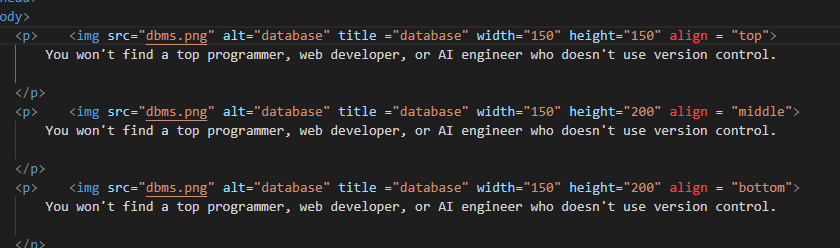 ody>
<p>    <img src="dbms.png" alt="database" title ="database" width="150" height="150" align = "top">
You won't find a top programmer, web developer, or AI engineer who doesn't use version control.
</p>
<p>    <img src="dbms.png" alt="database" title ="database" width="150" height="200" align = "middle">
You won't find a top programmer, web developer, or AI engineer who doesn't use version control.
</p>
<p>    <img src="dbms.png" alt="database" title ="database" width="150" height="200" align = "bottom">
You won't find a top programmer, web developer, or AI engineer who doesn't use version control.
</p>